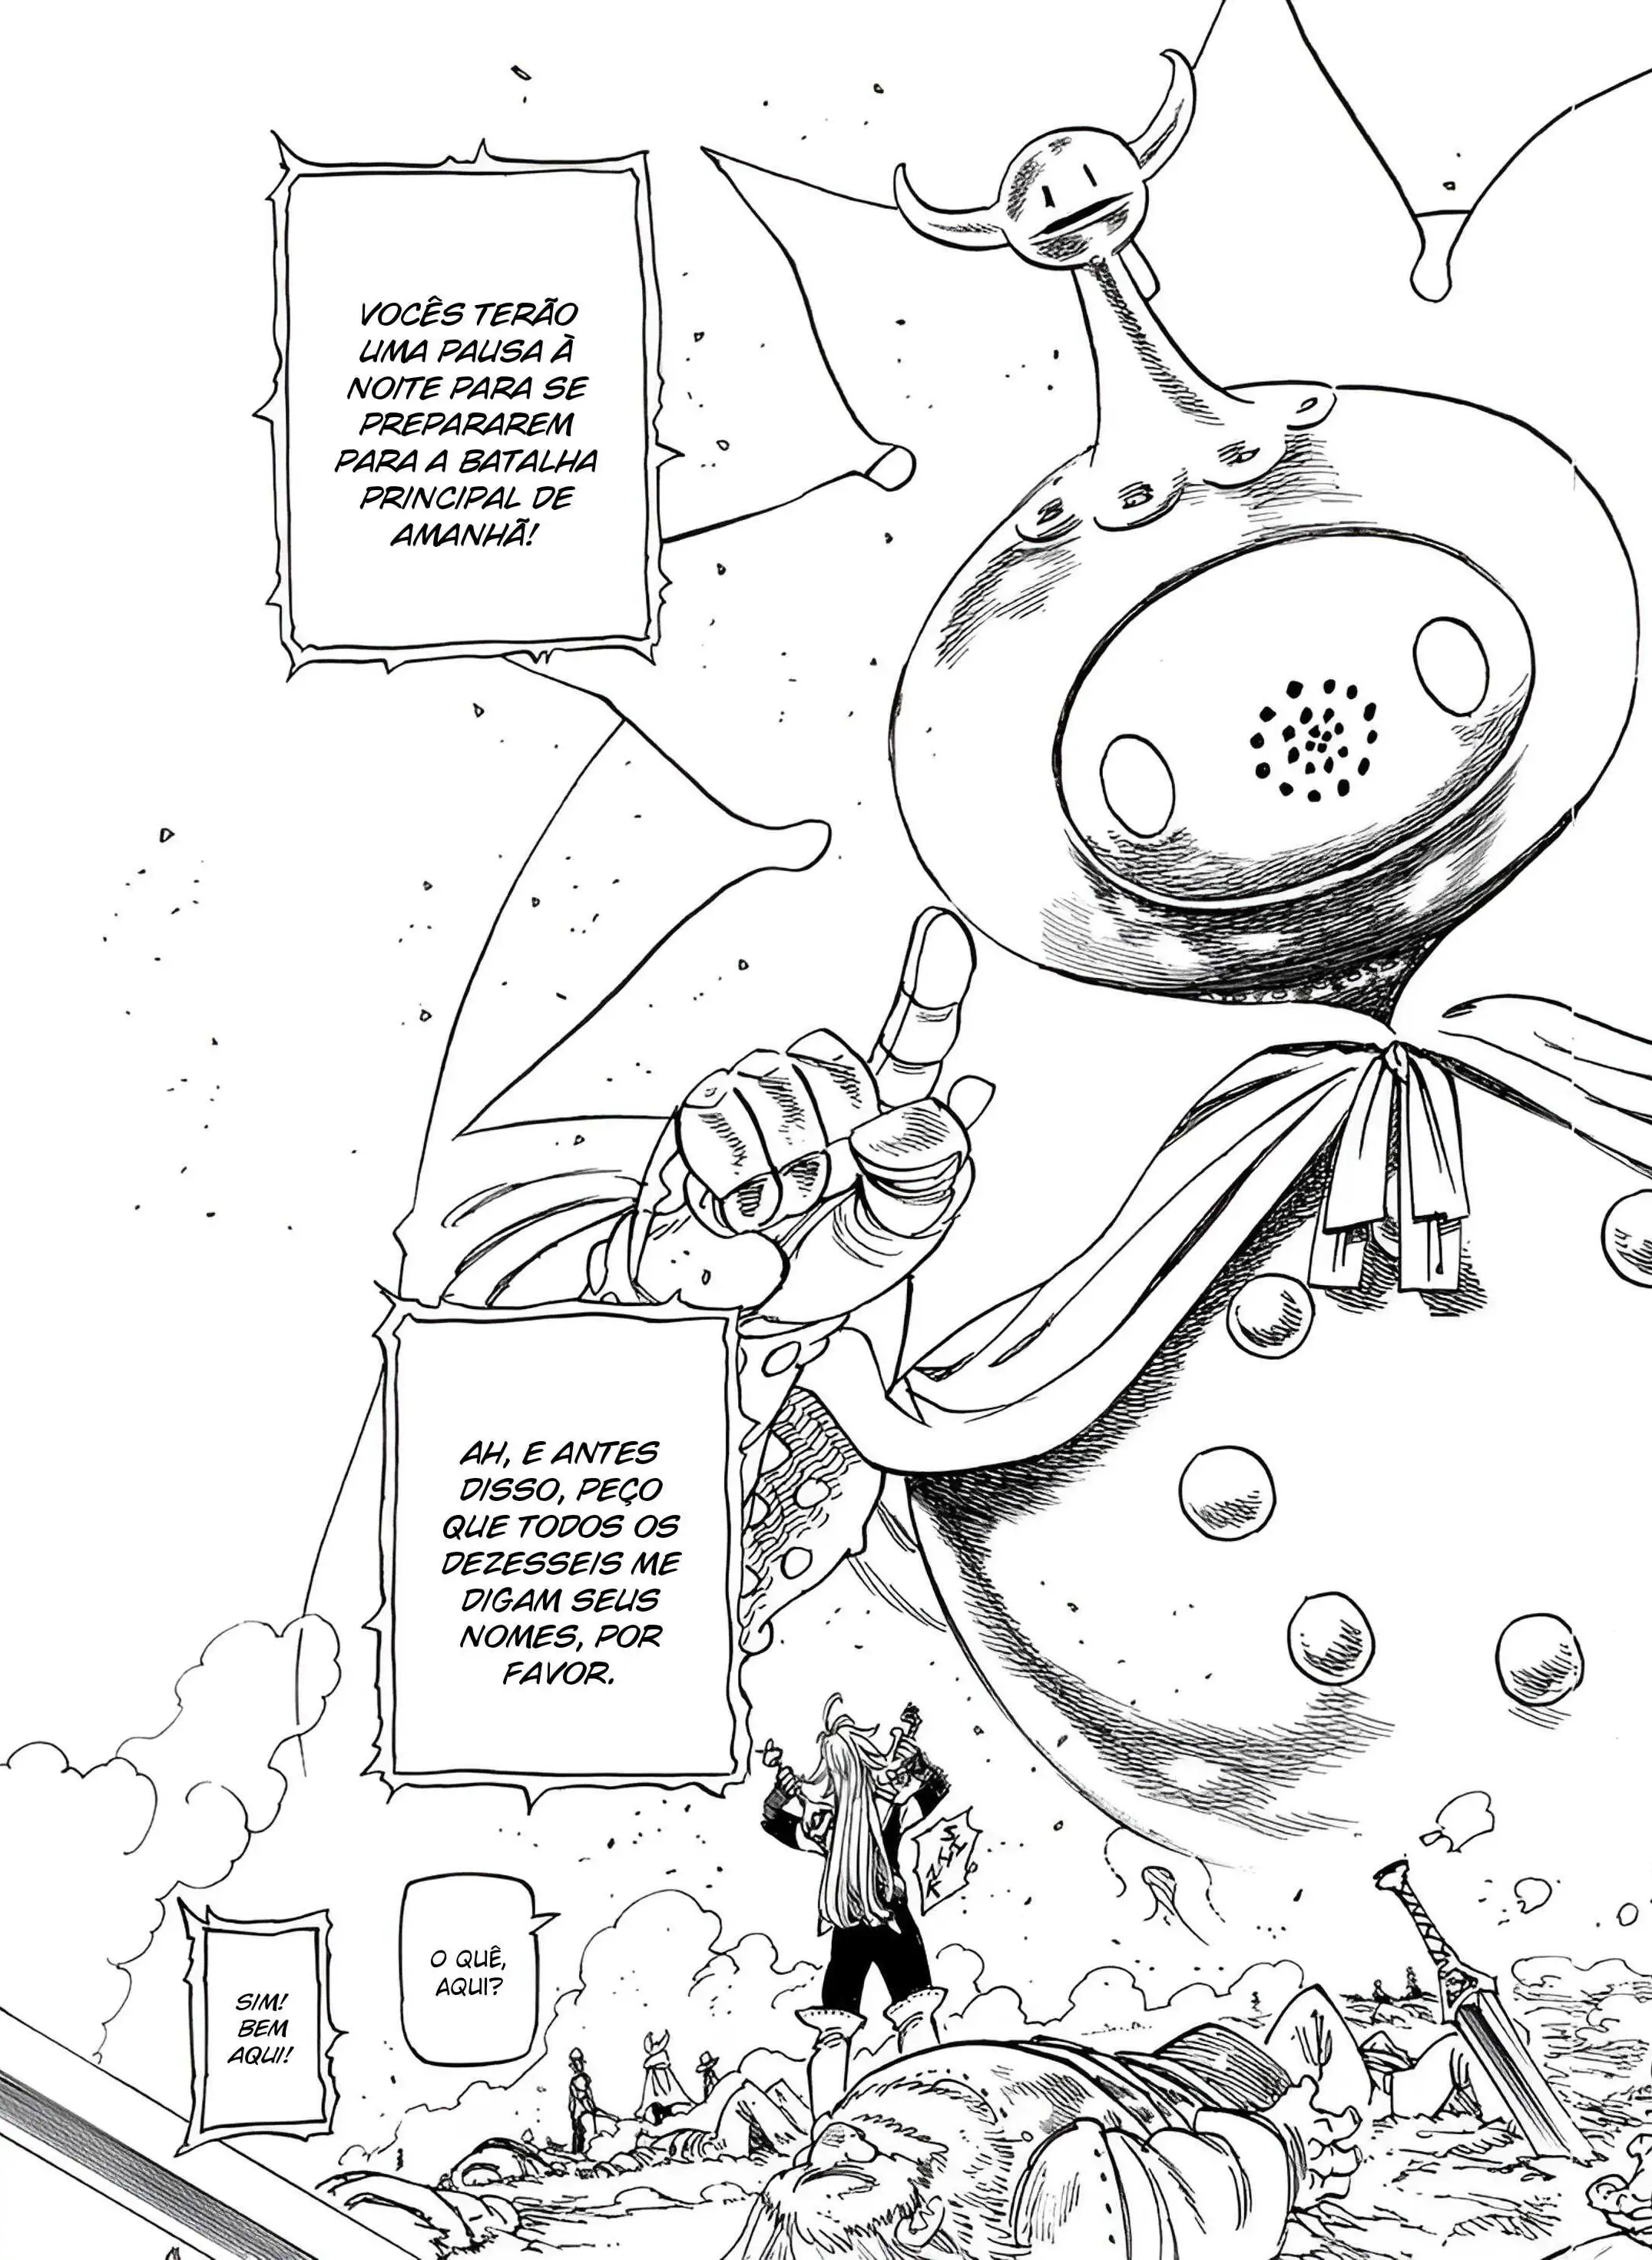 VOCÊS TERÃO
UMA PAUSA À
NOITE PARA SE
PREPARAREM
PARA A BATALHA
PRINCIPAL DE
AMANHÃ!
AH, E ANTES
DISSO, PEÇO
QUE TODOS OS
DEZESSEIS ME
DIGAM SEUS
NOMES, POR
FAVOR.
O QUÊ,
AQUI?
SIM!
BEM
AQUI!